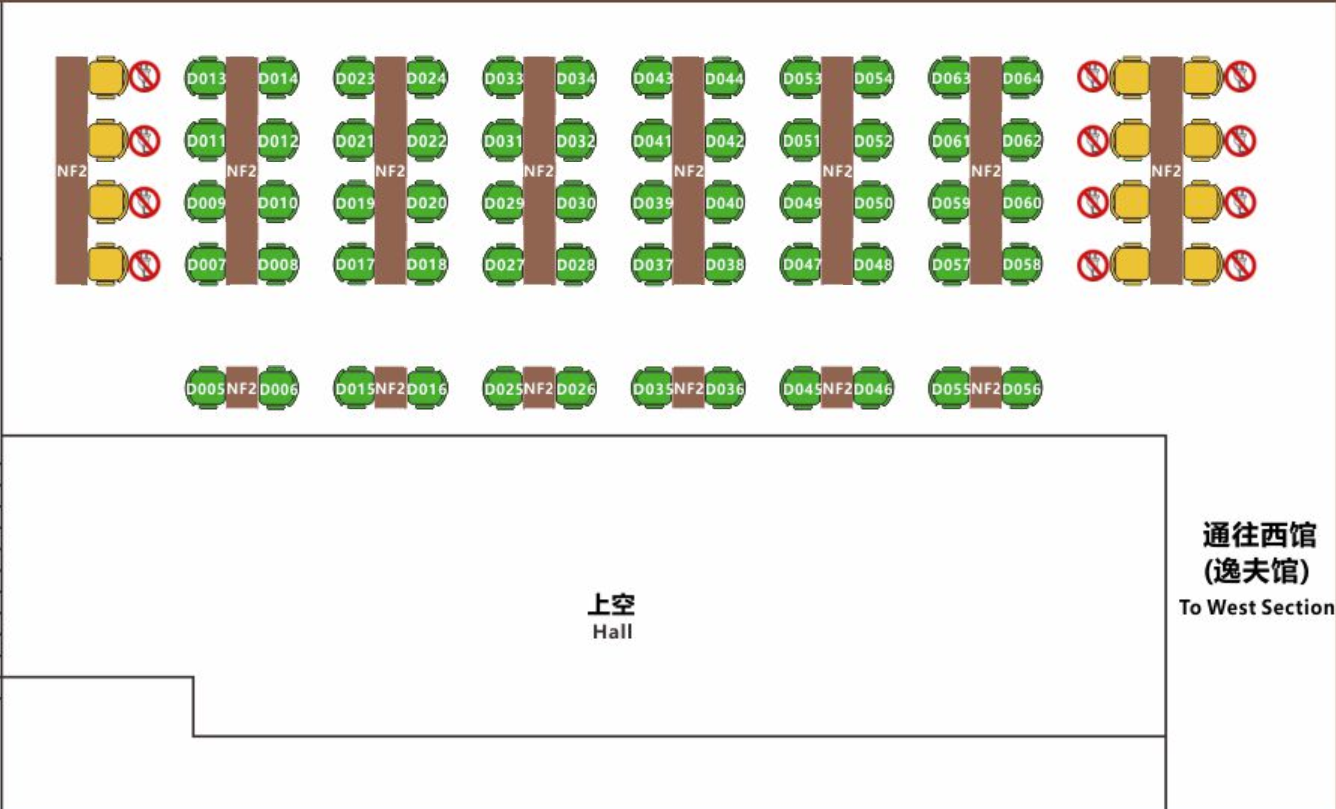 D013 D014 D023 D024 D033 D034 D043 D044 D053 D054 D063 D064
D011 D012 D021 D022 D031 D032 D041 D042 D051 D052 D061 D062
NF2 NF2 NF2 NF2 NF2 NF2 NF2 NF2
D009 D010 D019 D020 D029 D030 D039 D040 D049 D050 D059 D060
D007 D008 D017 D018 D027 D028 D037 D038 D047 D048 D057 D058
D005 NF2 D006 D015 NF2 D016 D025 NF2 D026 D035 NF2 D036 D045 NF2 D046 D055 NF2 D056
通往西馆
(逸夫馆)
To West Section
上空
Hall